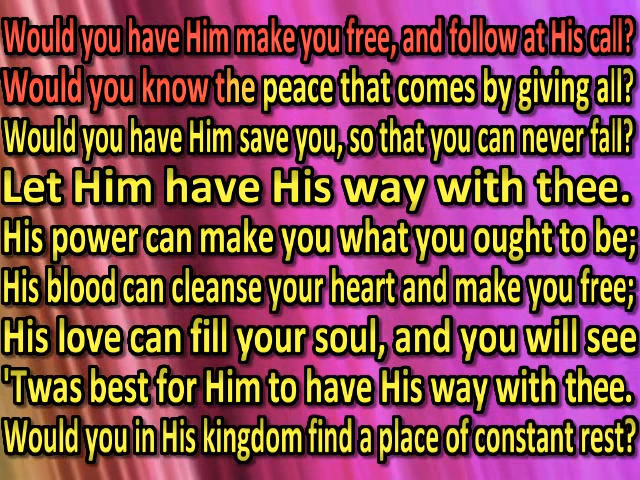 Would you have Him make you free, and follow at His call?
Would you know the peace that comes by giving all?
Would you have Him save you, so that you can never fall?
Let Him have His way with thee.
His power can make you what you ought to be;
His blood can cleanse your heart and make you free;
His love can fill your soul, and you will see
'Twas best for Him to have His way with thee.
Would you in His kingdom find a place of constant rest?